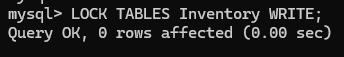 mysql> LOCK TABLES Inventory WRITE;
Query OK, 0 rows affected (0.00 sec)